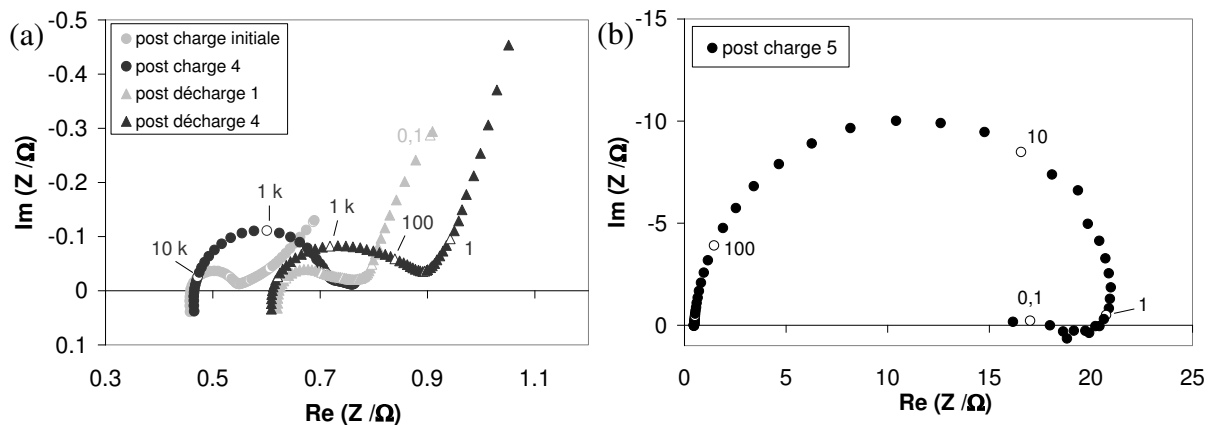 (a)
-0.5
-0.4
-0.3
-0.2
-0.1
0
0.1
Im (Z /Ω)
post charge initiale
post charge 4
post décharge 1
post décharge 4
0,1
1 k
10 k
1 k
100
1
0.3
0.5
0.7
0.9
1.1
Re (Z /Ω)
(b)
-15
-10
-5
0
Im (Z /Ω)
post charge 5
10
100
0,1
1
0
5
10
15
20
25
Re (Z /Ω)